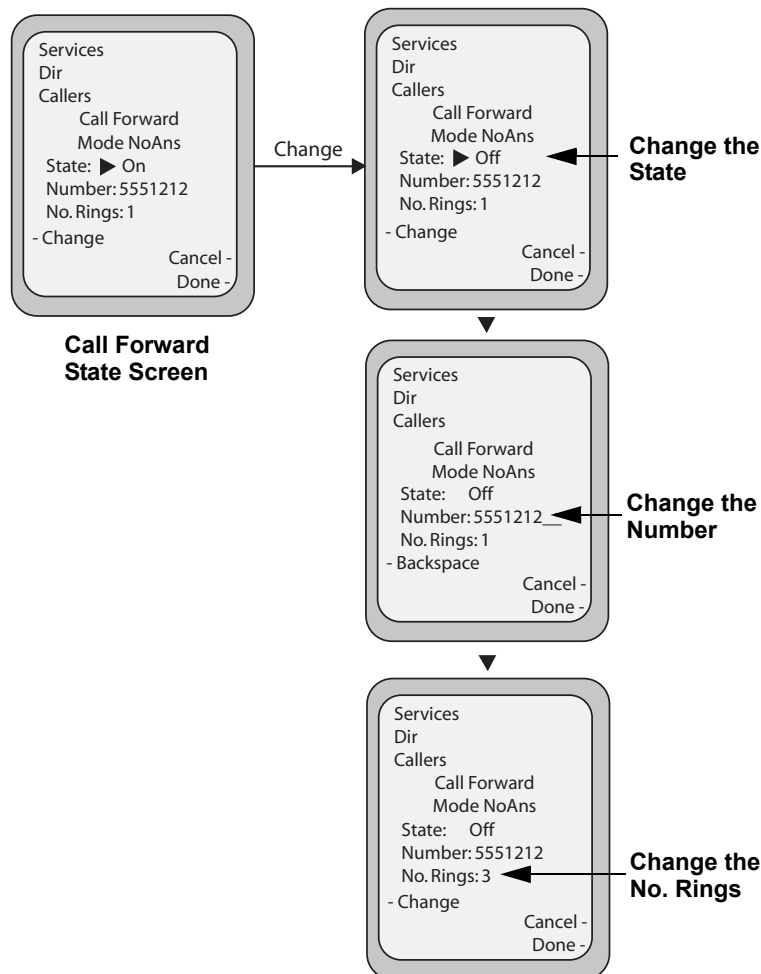 Services
Dir
Callers
Call Forward
Mode NoAns
State: ▶ On
Number: 5551212
No. Rings: 1
- Change
Cancel -
Done -
Call Forward
State Screen
Change
Services
Dir
Callers
Call Forward
Mode NoAns
State: ▶ Off
Number: 5551212
No. Rings: 1
- Change
Cancel -
Done -
Change the
State
Services
Dir
Callers
Call Forward
Mode NoAns
State: Off
Number: 5551212__
No. Rings: 1
- Backspace
Cancel -
Done -
Change the
Number
Services
Dir
Callers
Call Forward
Mode NoAns
State: Off
Number: 5551212
No. Rings: 3
- Change
Cancel -
Done -
Change the
No. Rings